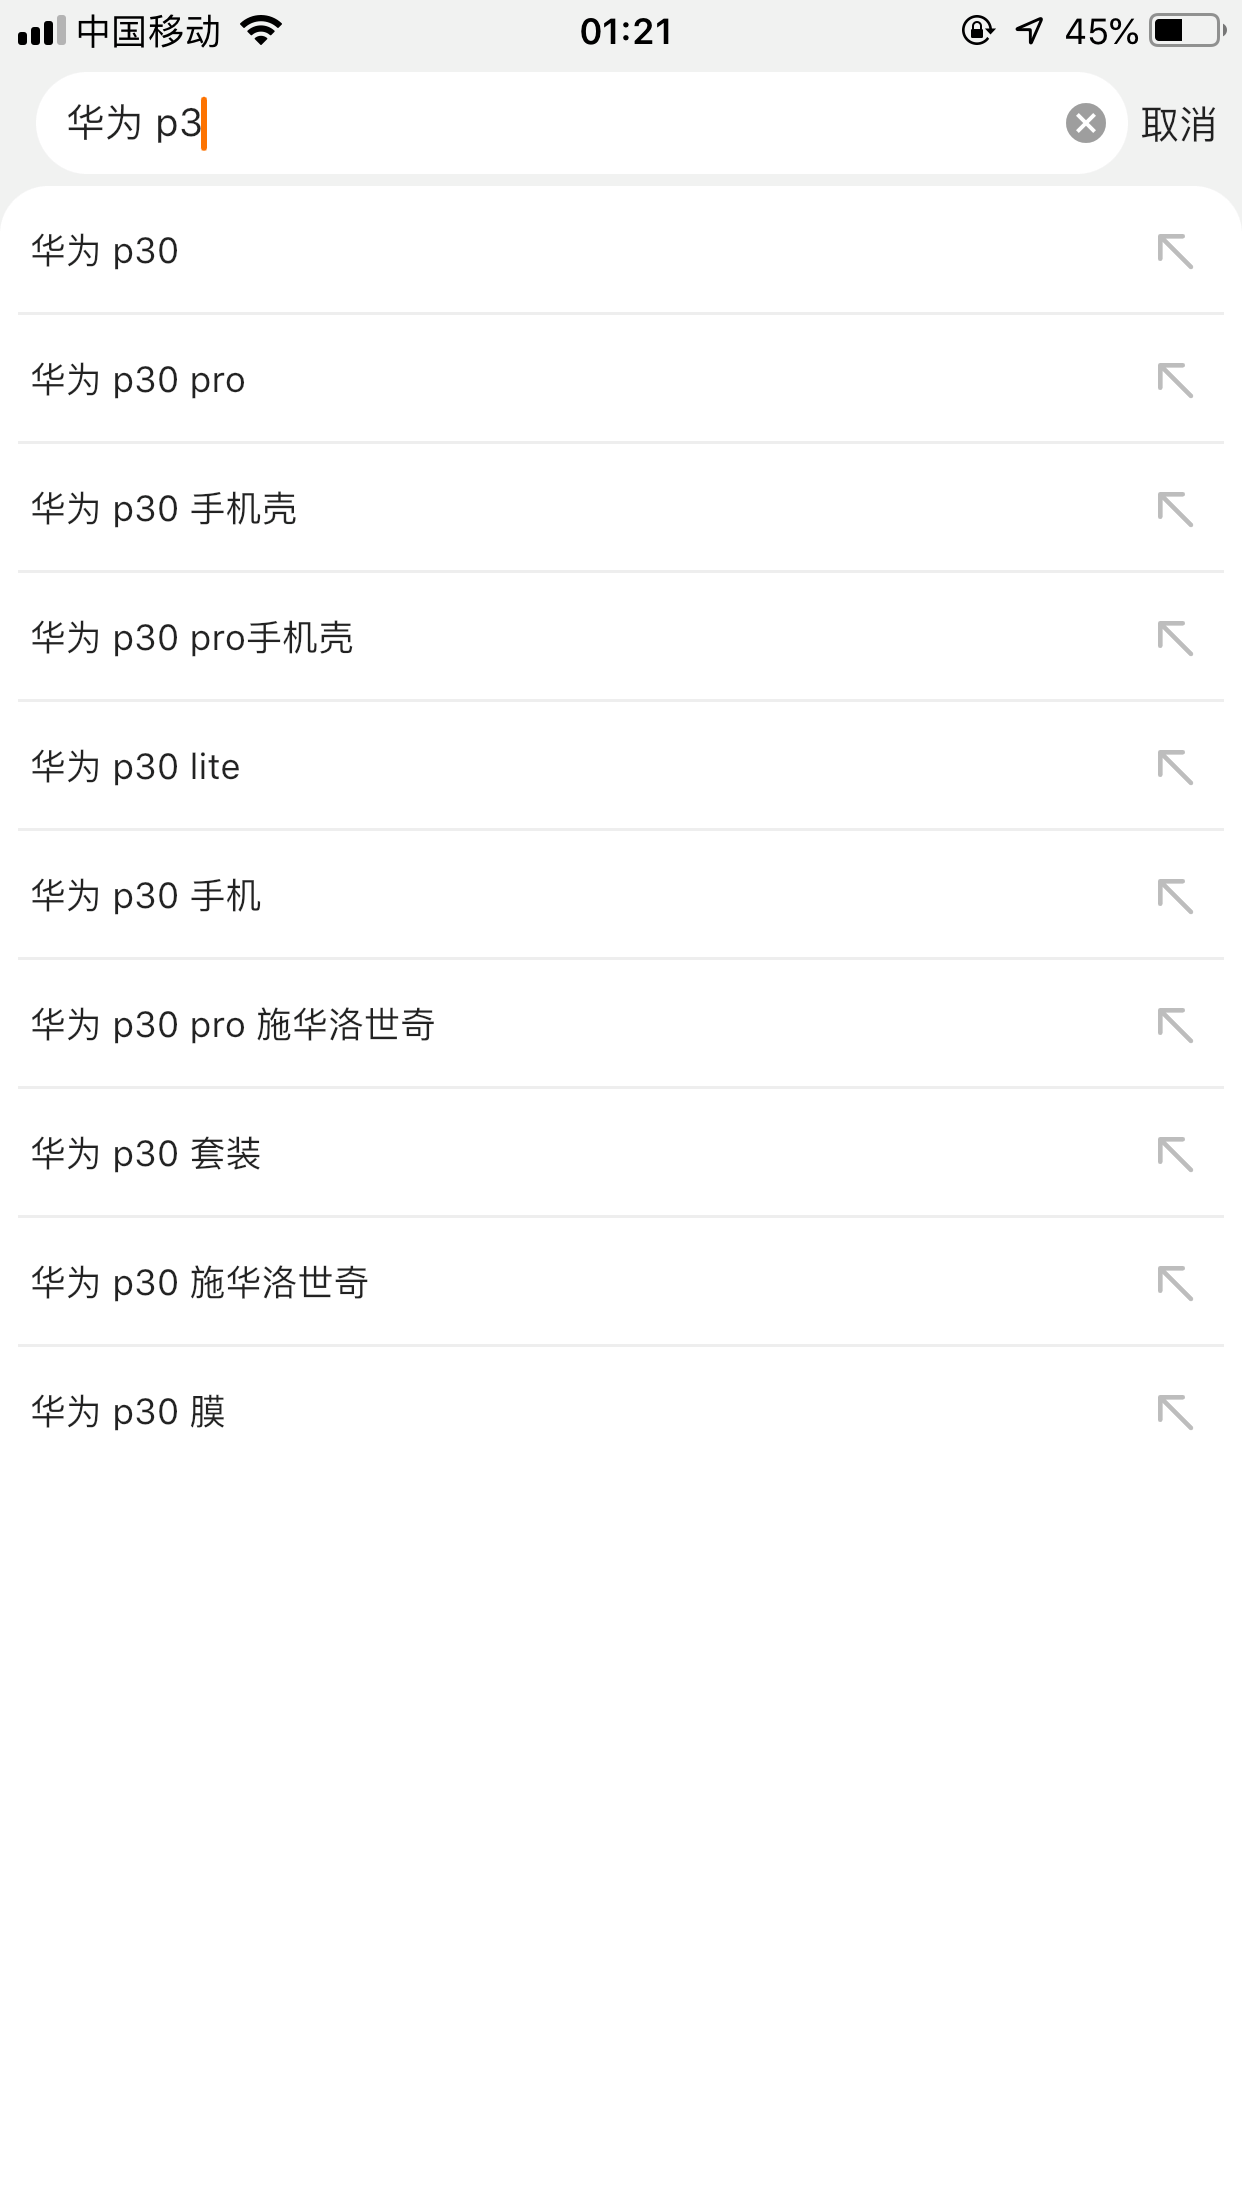 中国移动
01:21
45%
华为 p3
取消
华为 p30
华为 p30 pro
华为 p30 手机壳
华为 p30 pro手机壳
华为 p30 lite
华为 p30 手机
华为 p30 pro 施华洛世奇
华为 p30 套装
华为 p30 施华洛世奇
华为 p30 膜